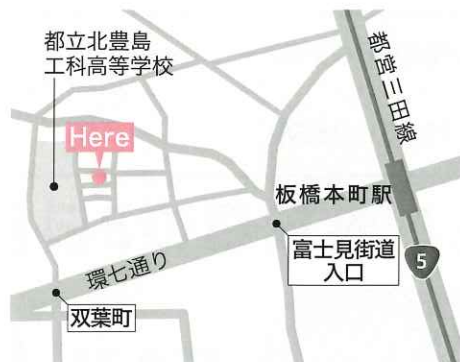 都立北豊島
工科高等学校
Here
都営三田線
板橋本町駅
富士見街道
入口
5
環七通り
双葉町